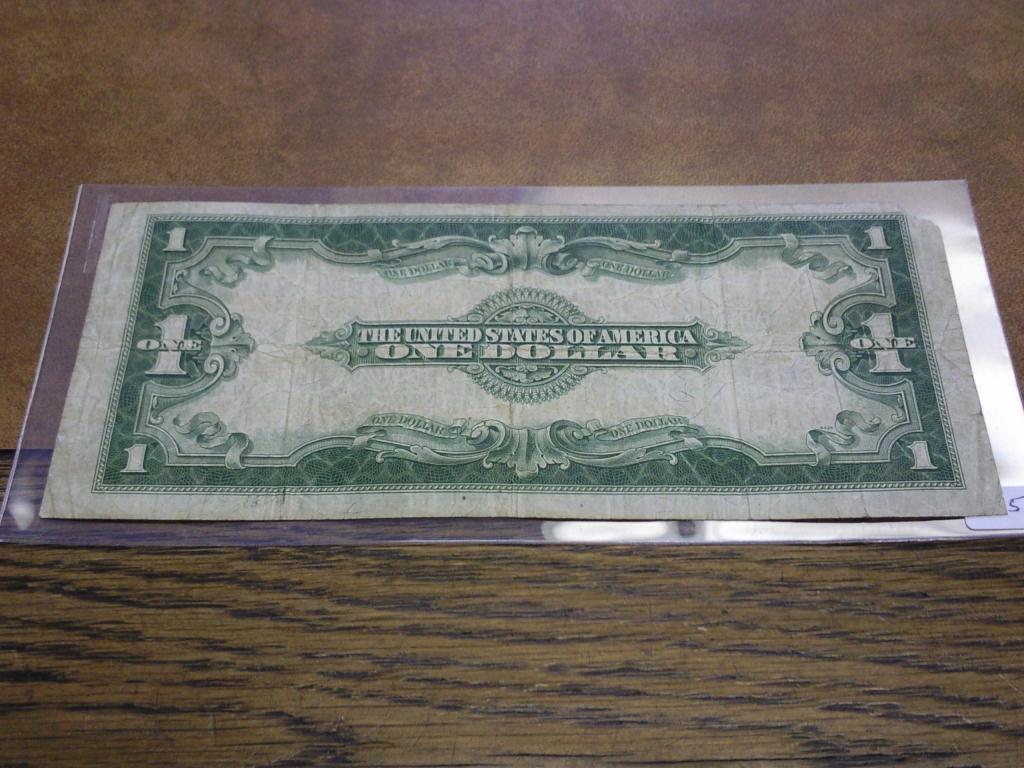 1 1
ONE DOLLAR ONE DOLLAR
THE UNITED STATES OF AMERICA
1 ONE 1 ONE
ONE DOLLAR
ONE DOLLAR ONE DOLLAR
1 1
5